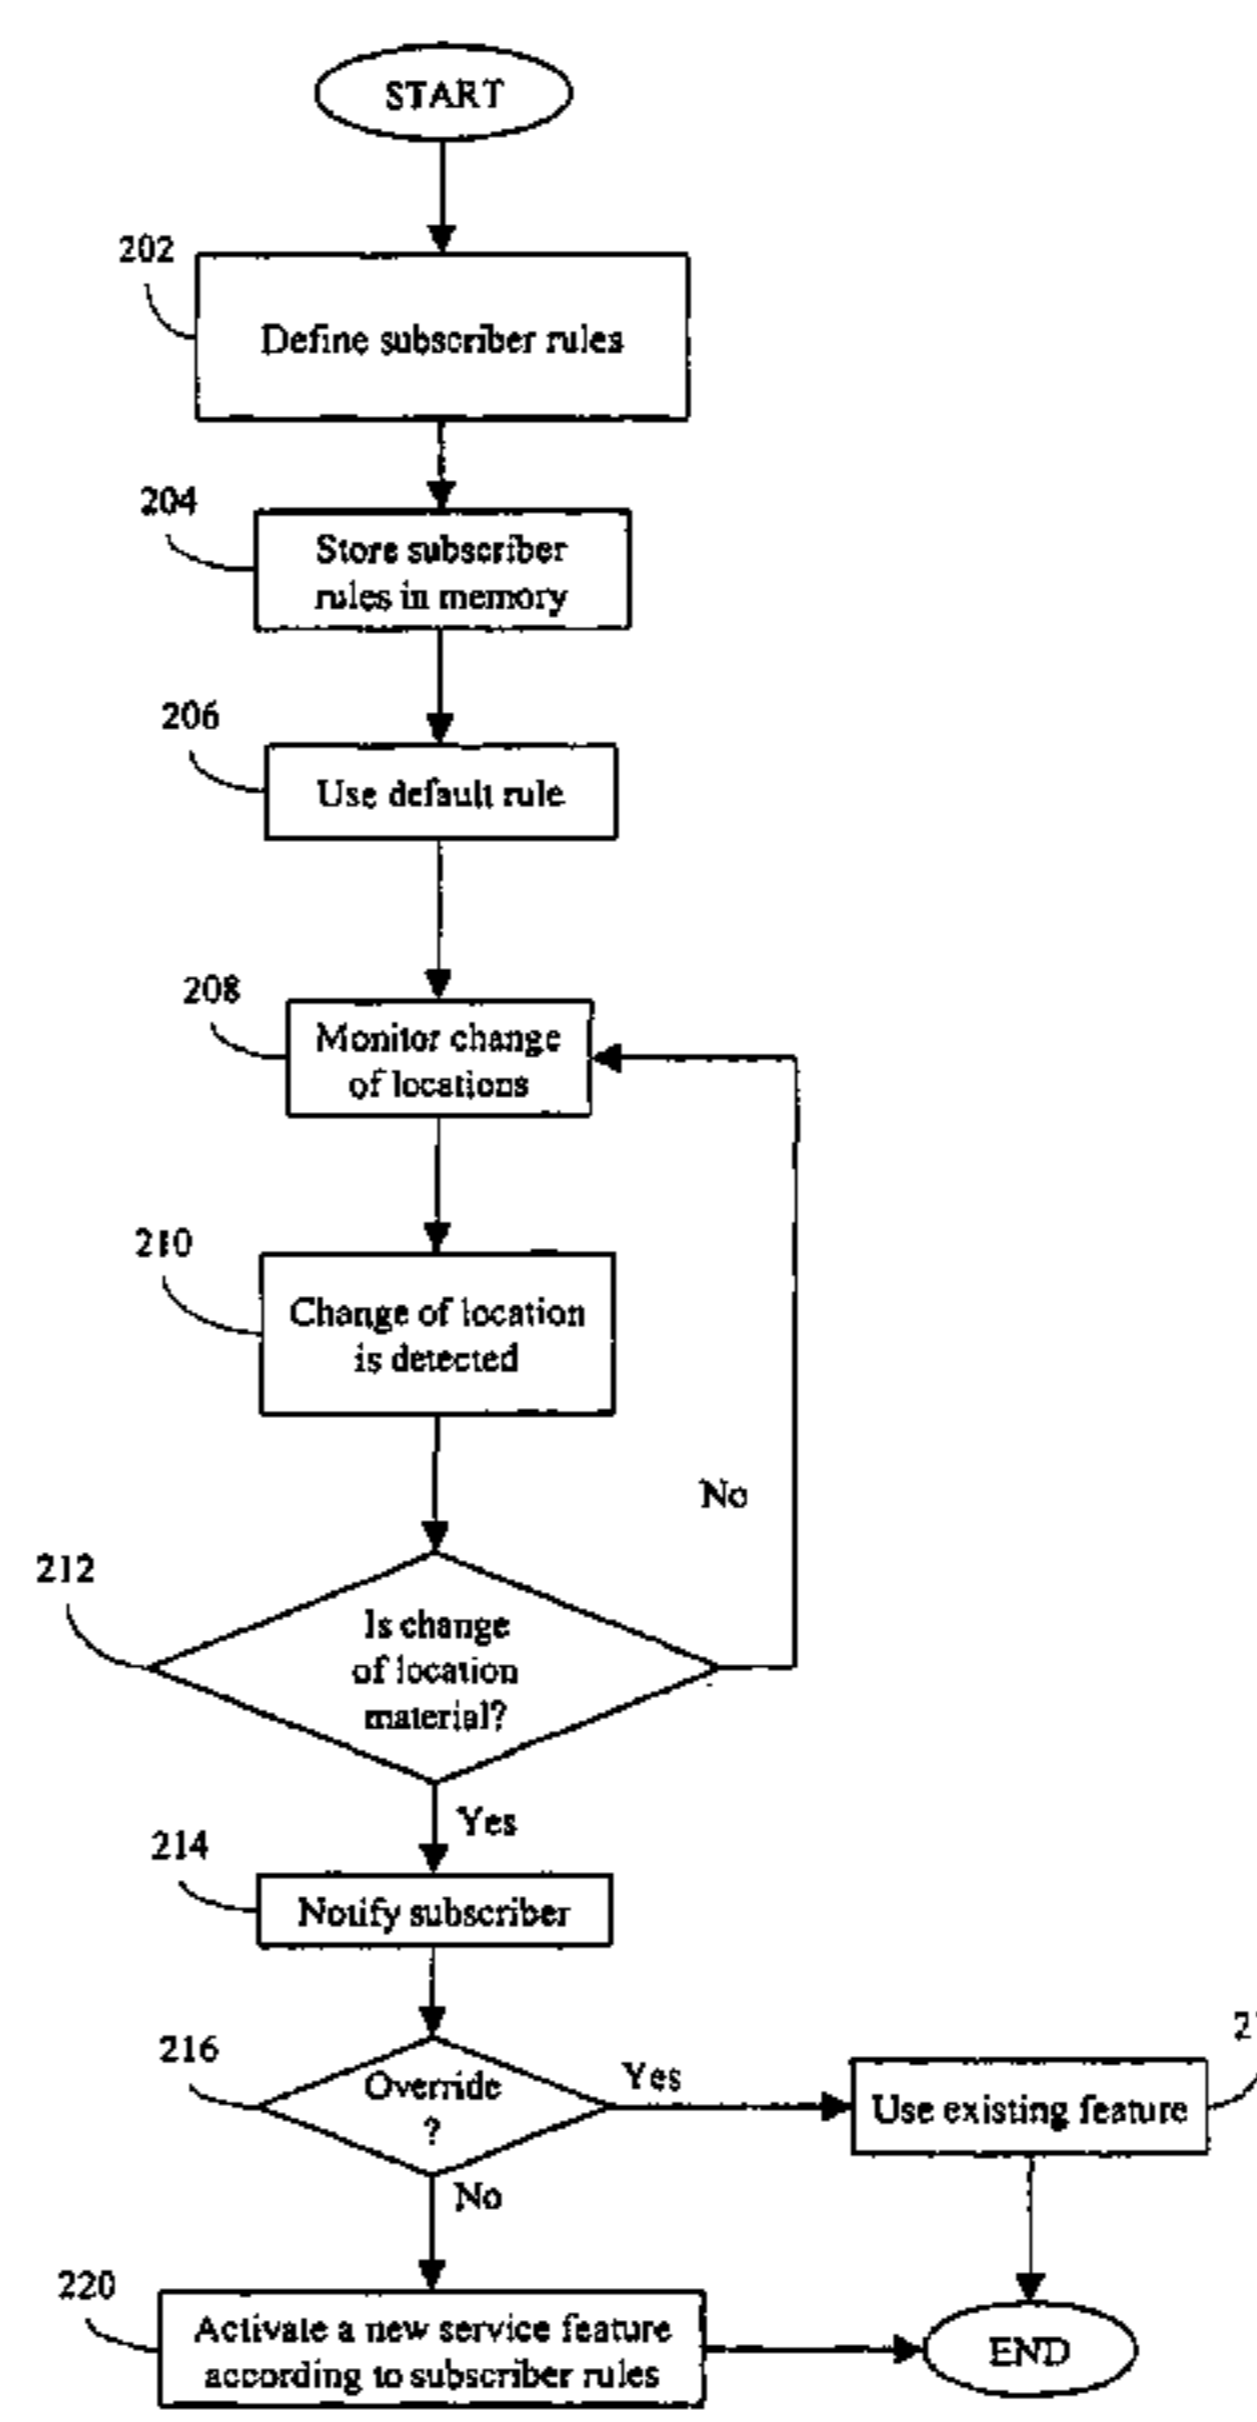 START
202
Define subscriber rules
204
Store subscriber
rules in memory
206
Use default rule
208
Monitor change
of locations
210
Change of location
is detected
No
212
Is change
of location
material?
Yes
214
Notify subscriber
216
Override
?
Yes
Use existing feature
No
220
Activate a new service feature
according to subscriber rules
END